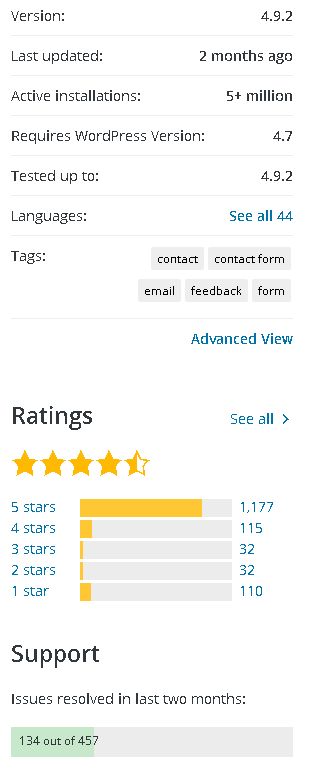 Version: 4.9.2
Last updated: 2 months ago
Active installations: 5+ million
Requires WordPress Version: 4.7
Tested up to: 4.9.2
Languages: See all 44
Tags: contact contact form
email feedback form
Advanced View
Ratings See all >
5 stars 1,177
4 stars 115
3 stars 32
2 stars 32
1 star 110
Support
Issues resolved in last two months:
134 out of 457